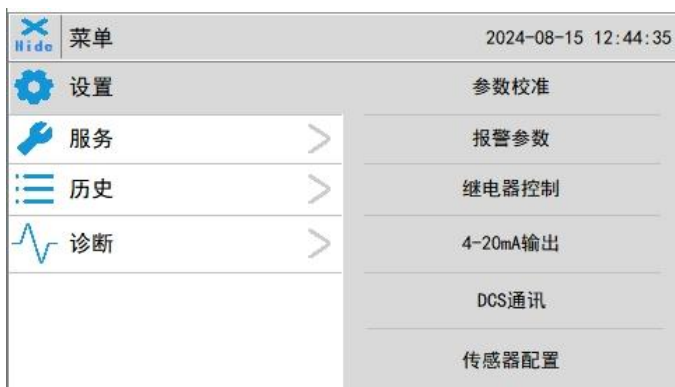 Hide 菜单 2024-08-15 12:44:35
设置
服务
历史
诊断
参数校准
报警参数
继电器控制
4-20mA输出
DCS通讯
传感器配置